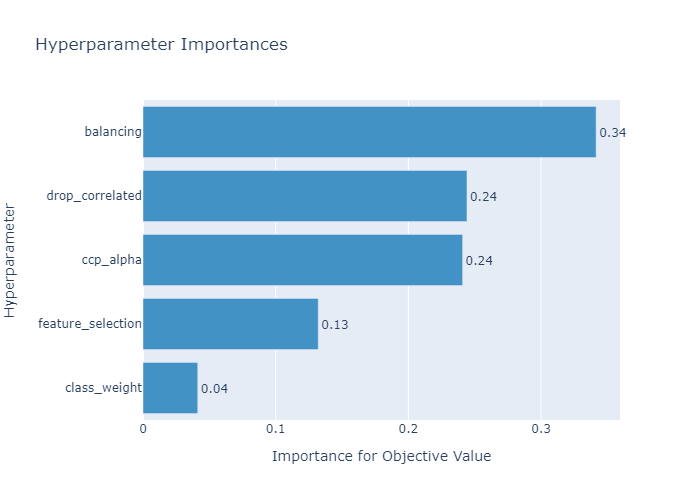 Hyperparameter Importances
Hyperparameter
balancing
0.34
drop_correlated
0.24
ccp_alpha
0.24
feature_selection
0.13
class_weight
0.04
0
0.1
0.2
0.3
Importance for Objective Value